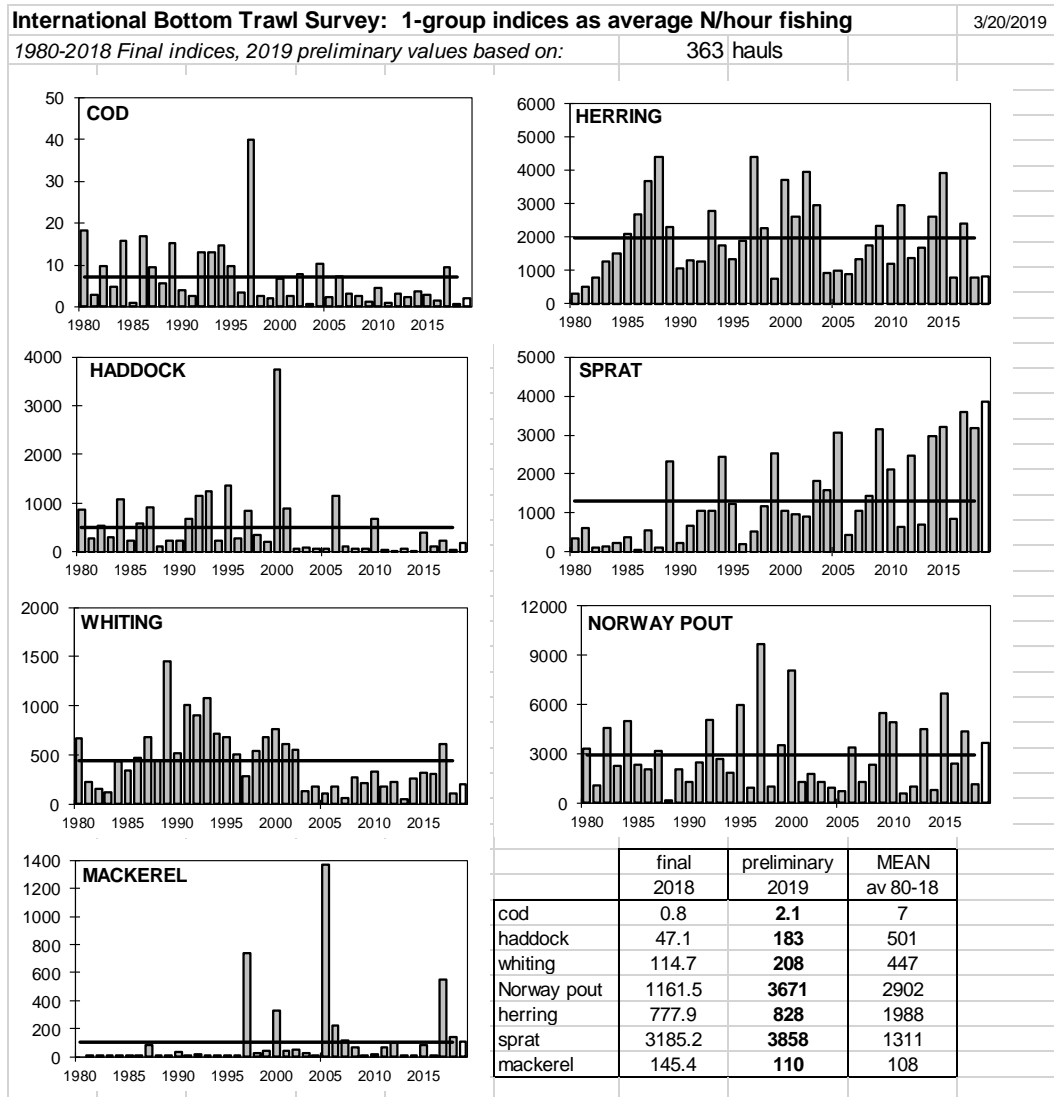 International Bottom Trawl Survey: 1-group indices as average N/hour fishing 3/20/2019
1980-2018 Final indices, 2019 preliminary values based on: 363 hauls
COD
50
40
30
20
10
0
1980 1985 1990 1995 2000 2005 2010 2015
HERRING
6000
5000
4000
3000
2000
1000
0
1980 1985 1990 1995 2000 2005 2010 2015
HADDOCK
4000
3000
2000
1000
0
1980 1985 1990 1995 2000 2005 2010 2015
SPRAT
5000
4000
3000
2000
1000
0
1980 1985 1990 1995 2000 2005 2010 2015
WHITING
2000
1500
1000
500
0
1980 1985 1990 1995 2000 2005 2010 2015
NORWAY POUT
12000
9000
6000
3000
0
1980 1985 1990 1995 2000 2005 2010 2015
MACKEREL
1400
1200
1000
800
600
400
200
0
1980 1985 1990 1995 2000 2005 2010 2015
final preliminary MEAN
2018 2019 av 80-18
cod 0.8 2.1 7
haddock 47.1 183 501
whiting 114.7 208 447
Norway pout 1161.5 3671 2902
herring 777.9 828 1988
sprat 3185.2 3858 1311
mackerel 145.4 110 108